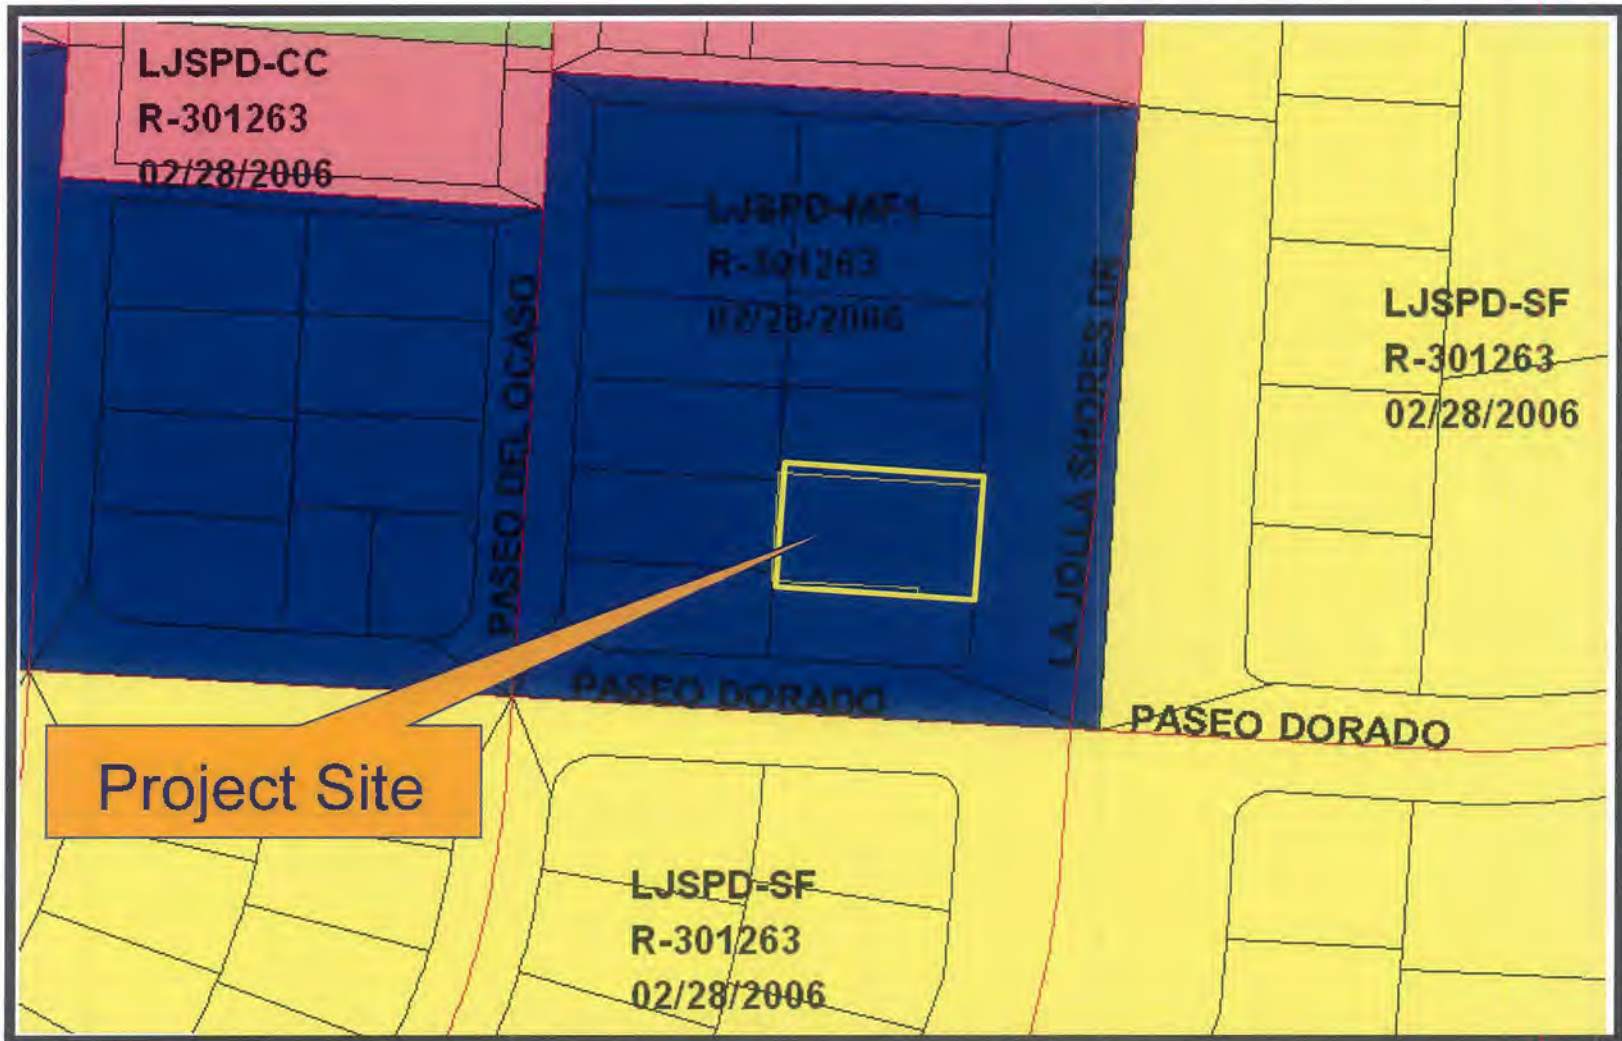 LJSPD-CC
R-301263
02/28/2006
LJSPD-MF1
R-301263
02/28/2006
LJSPD-SF
R-301263
02/28/2006
PASEO DEL OCASO
LA JOLLA SHORES DR
PASEO DORADO
PASEO DORADO
Project Site
LJSPD-SF
R-301263
02/28/2006